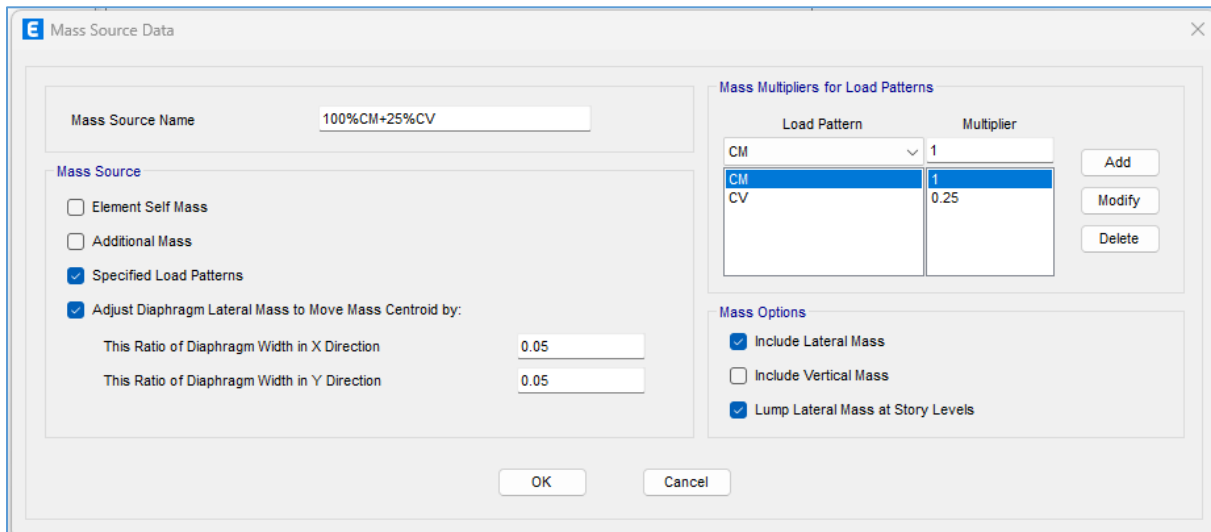 E Mass Source Data
Mass Source Name 100%CM+25%CV
Mass Source
Element Self Mass
Additional Mass
Specified Load Patterns
Adjust Diaphragm Lateral Mass to Move Mass Centroid by:
This Ratio of Diaphragm Width in X Direction 0.05
This Ratio of Diaphragm Width in Y Direction 0.05
Mass Multipliers for Load Patterns
Load Pattern Multiplier
CM 1
CM 1
CV 0.25
Add
Modify
Delete
Mass Options
Include Lateral Mass
Include Vertical Mass
Lump Lateral Mass at Story Levels
OK Cancel